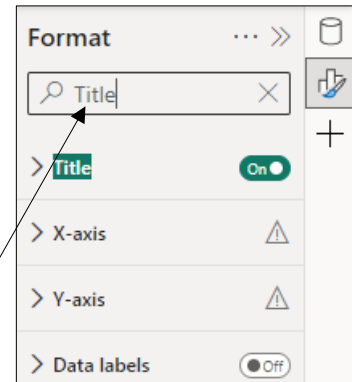 Format
Title
Title
On
X-axis
Y-axis
Data labels
Off